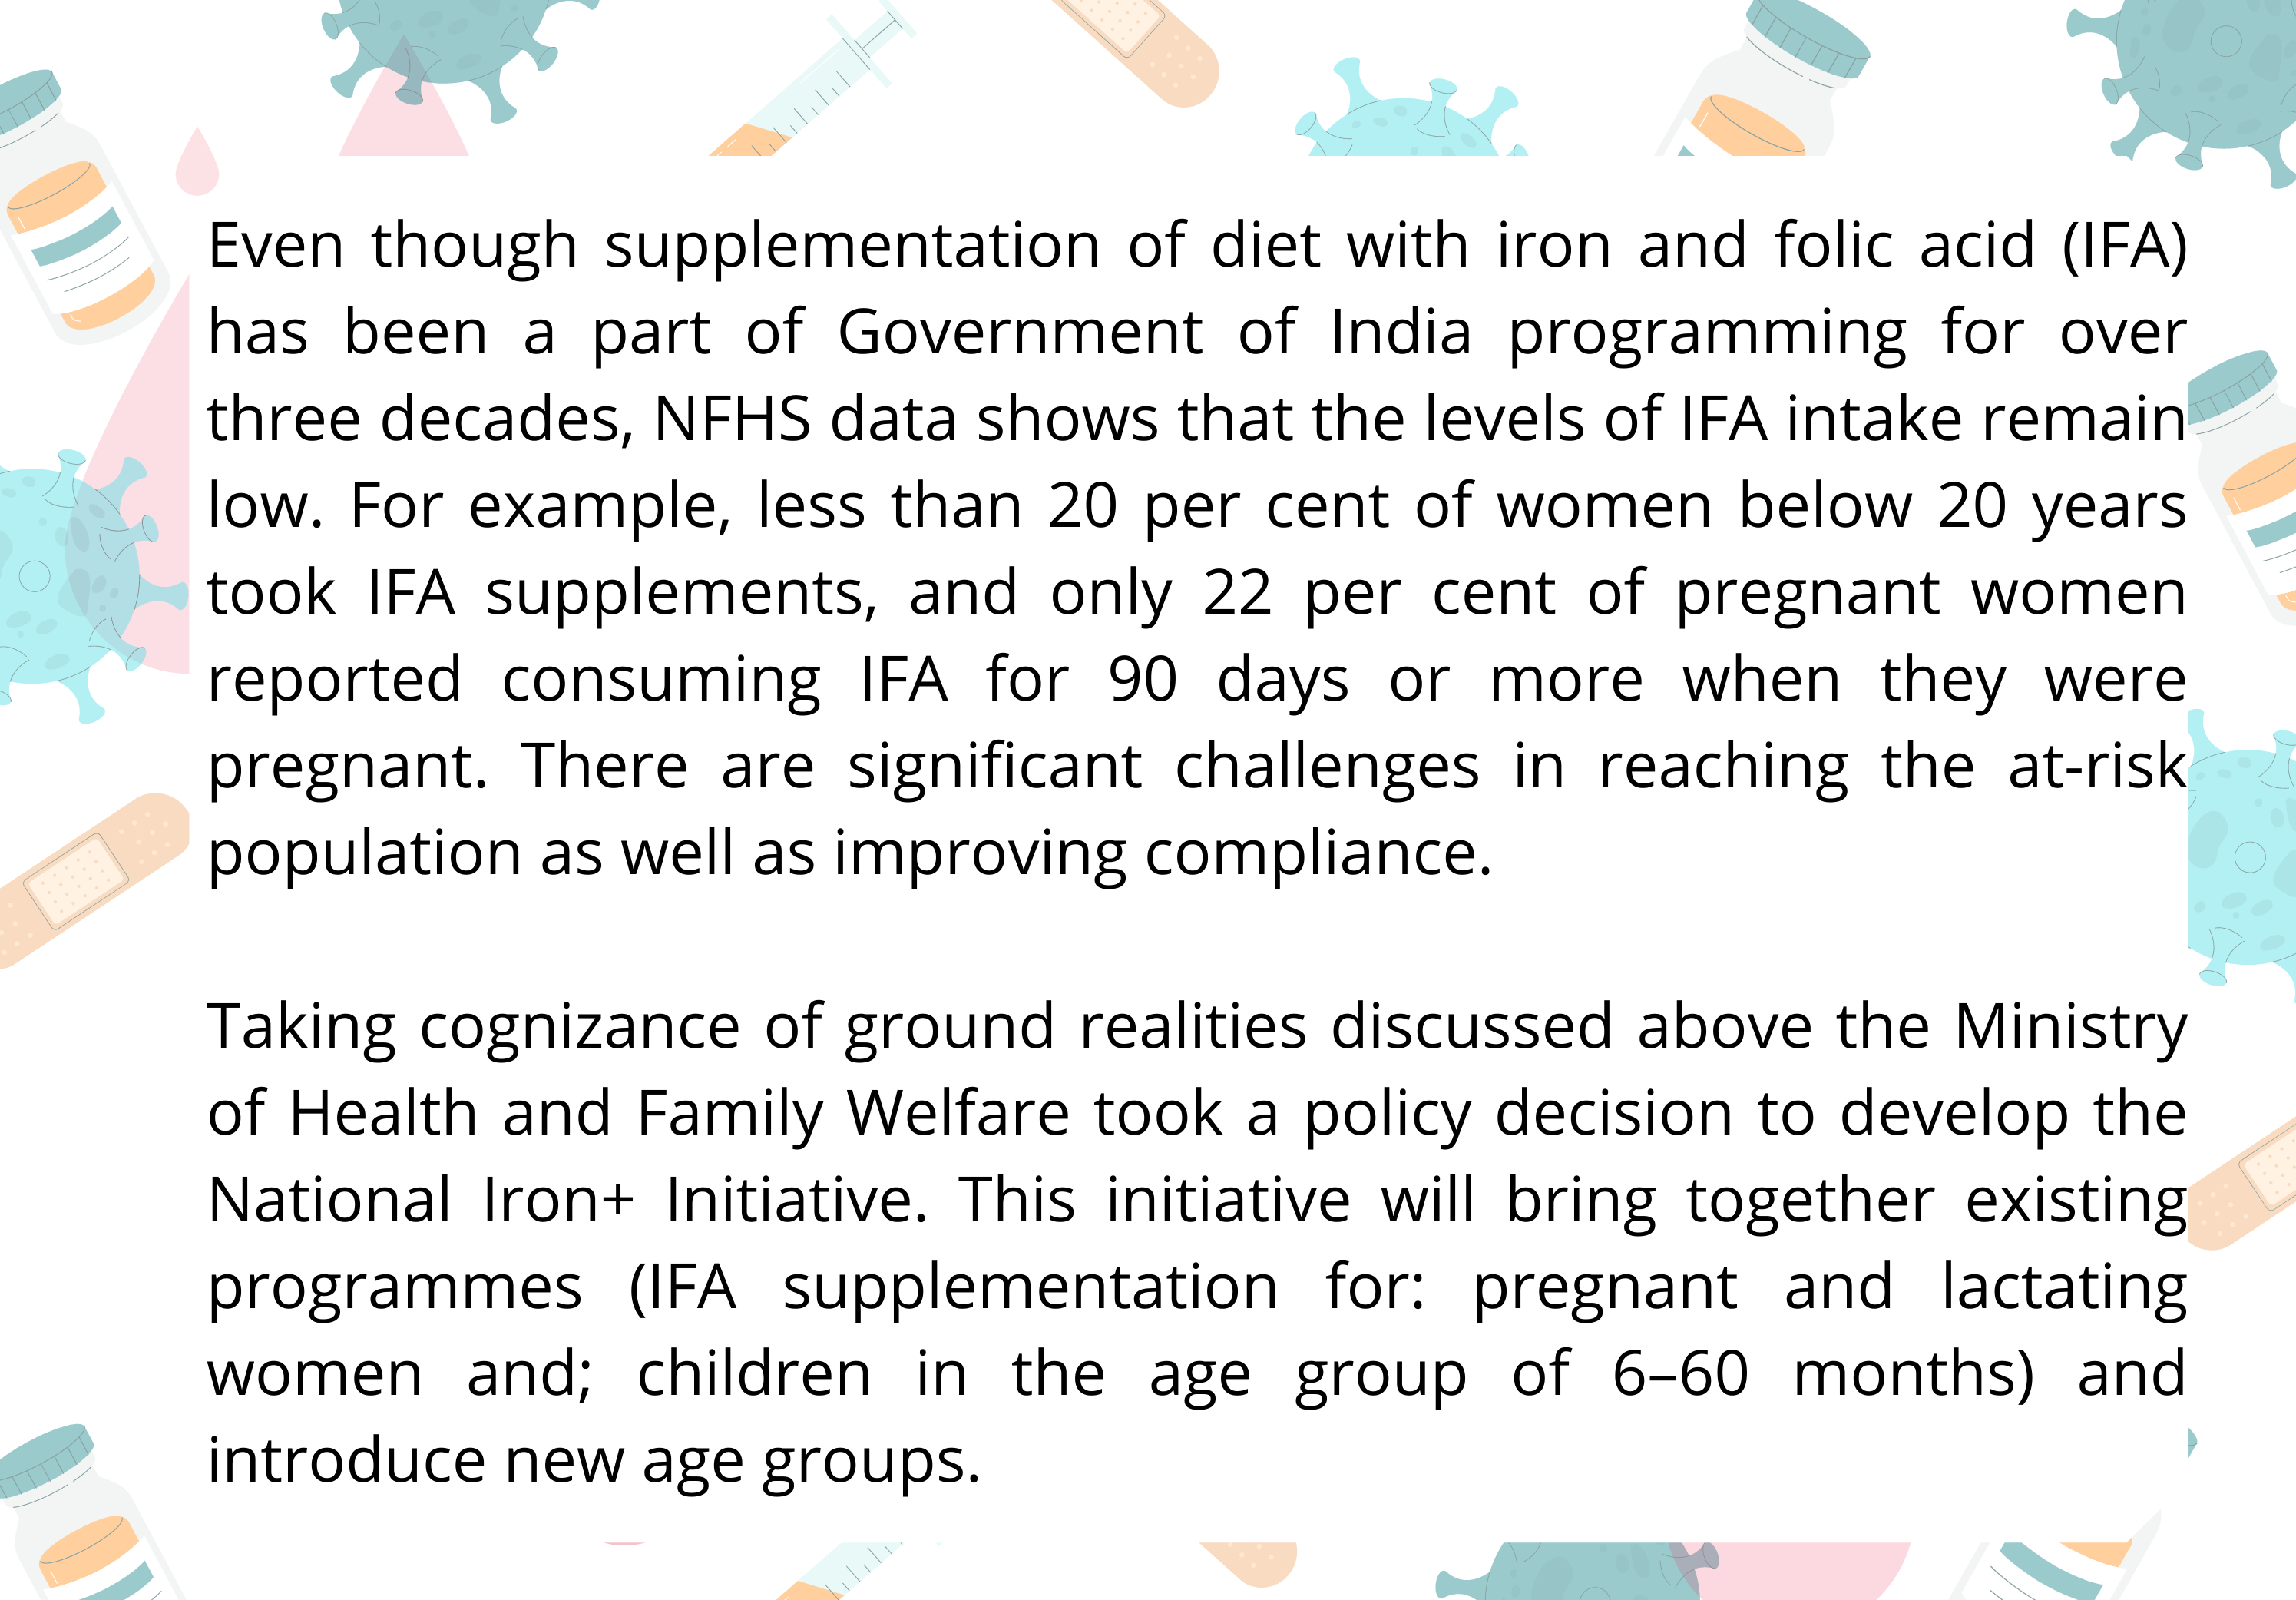 Even though supplementation of diet with iron and folic acid (IFA)
has been a part of Government of India programming for over
three decades, NFHS data shows that the levels of IFA intake remain
low. For example, less than 20 per cent of women below 20 years
took IFA supplements, and only 22 per cent of pregnant women
reported consuming IFA for 90 days or more when they were
pregnant. There are significant challenges in reaching the at-risk
population as well as improving compliance.
Taking cognizance of ground realities discussed above the Ministry
of Health and Family Welfare took a policy decision to develop the
National Iron+ Initiative. This initiative will bring together existing
programmes (IFA supplementation for: pregnant and lactating
women and; children in the age group of 6–60 months) and
introduce new age groups.